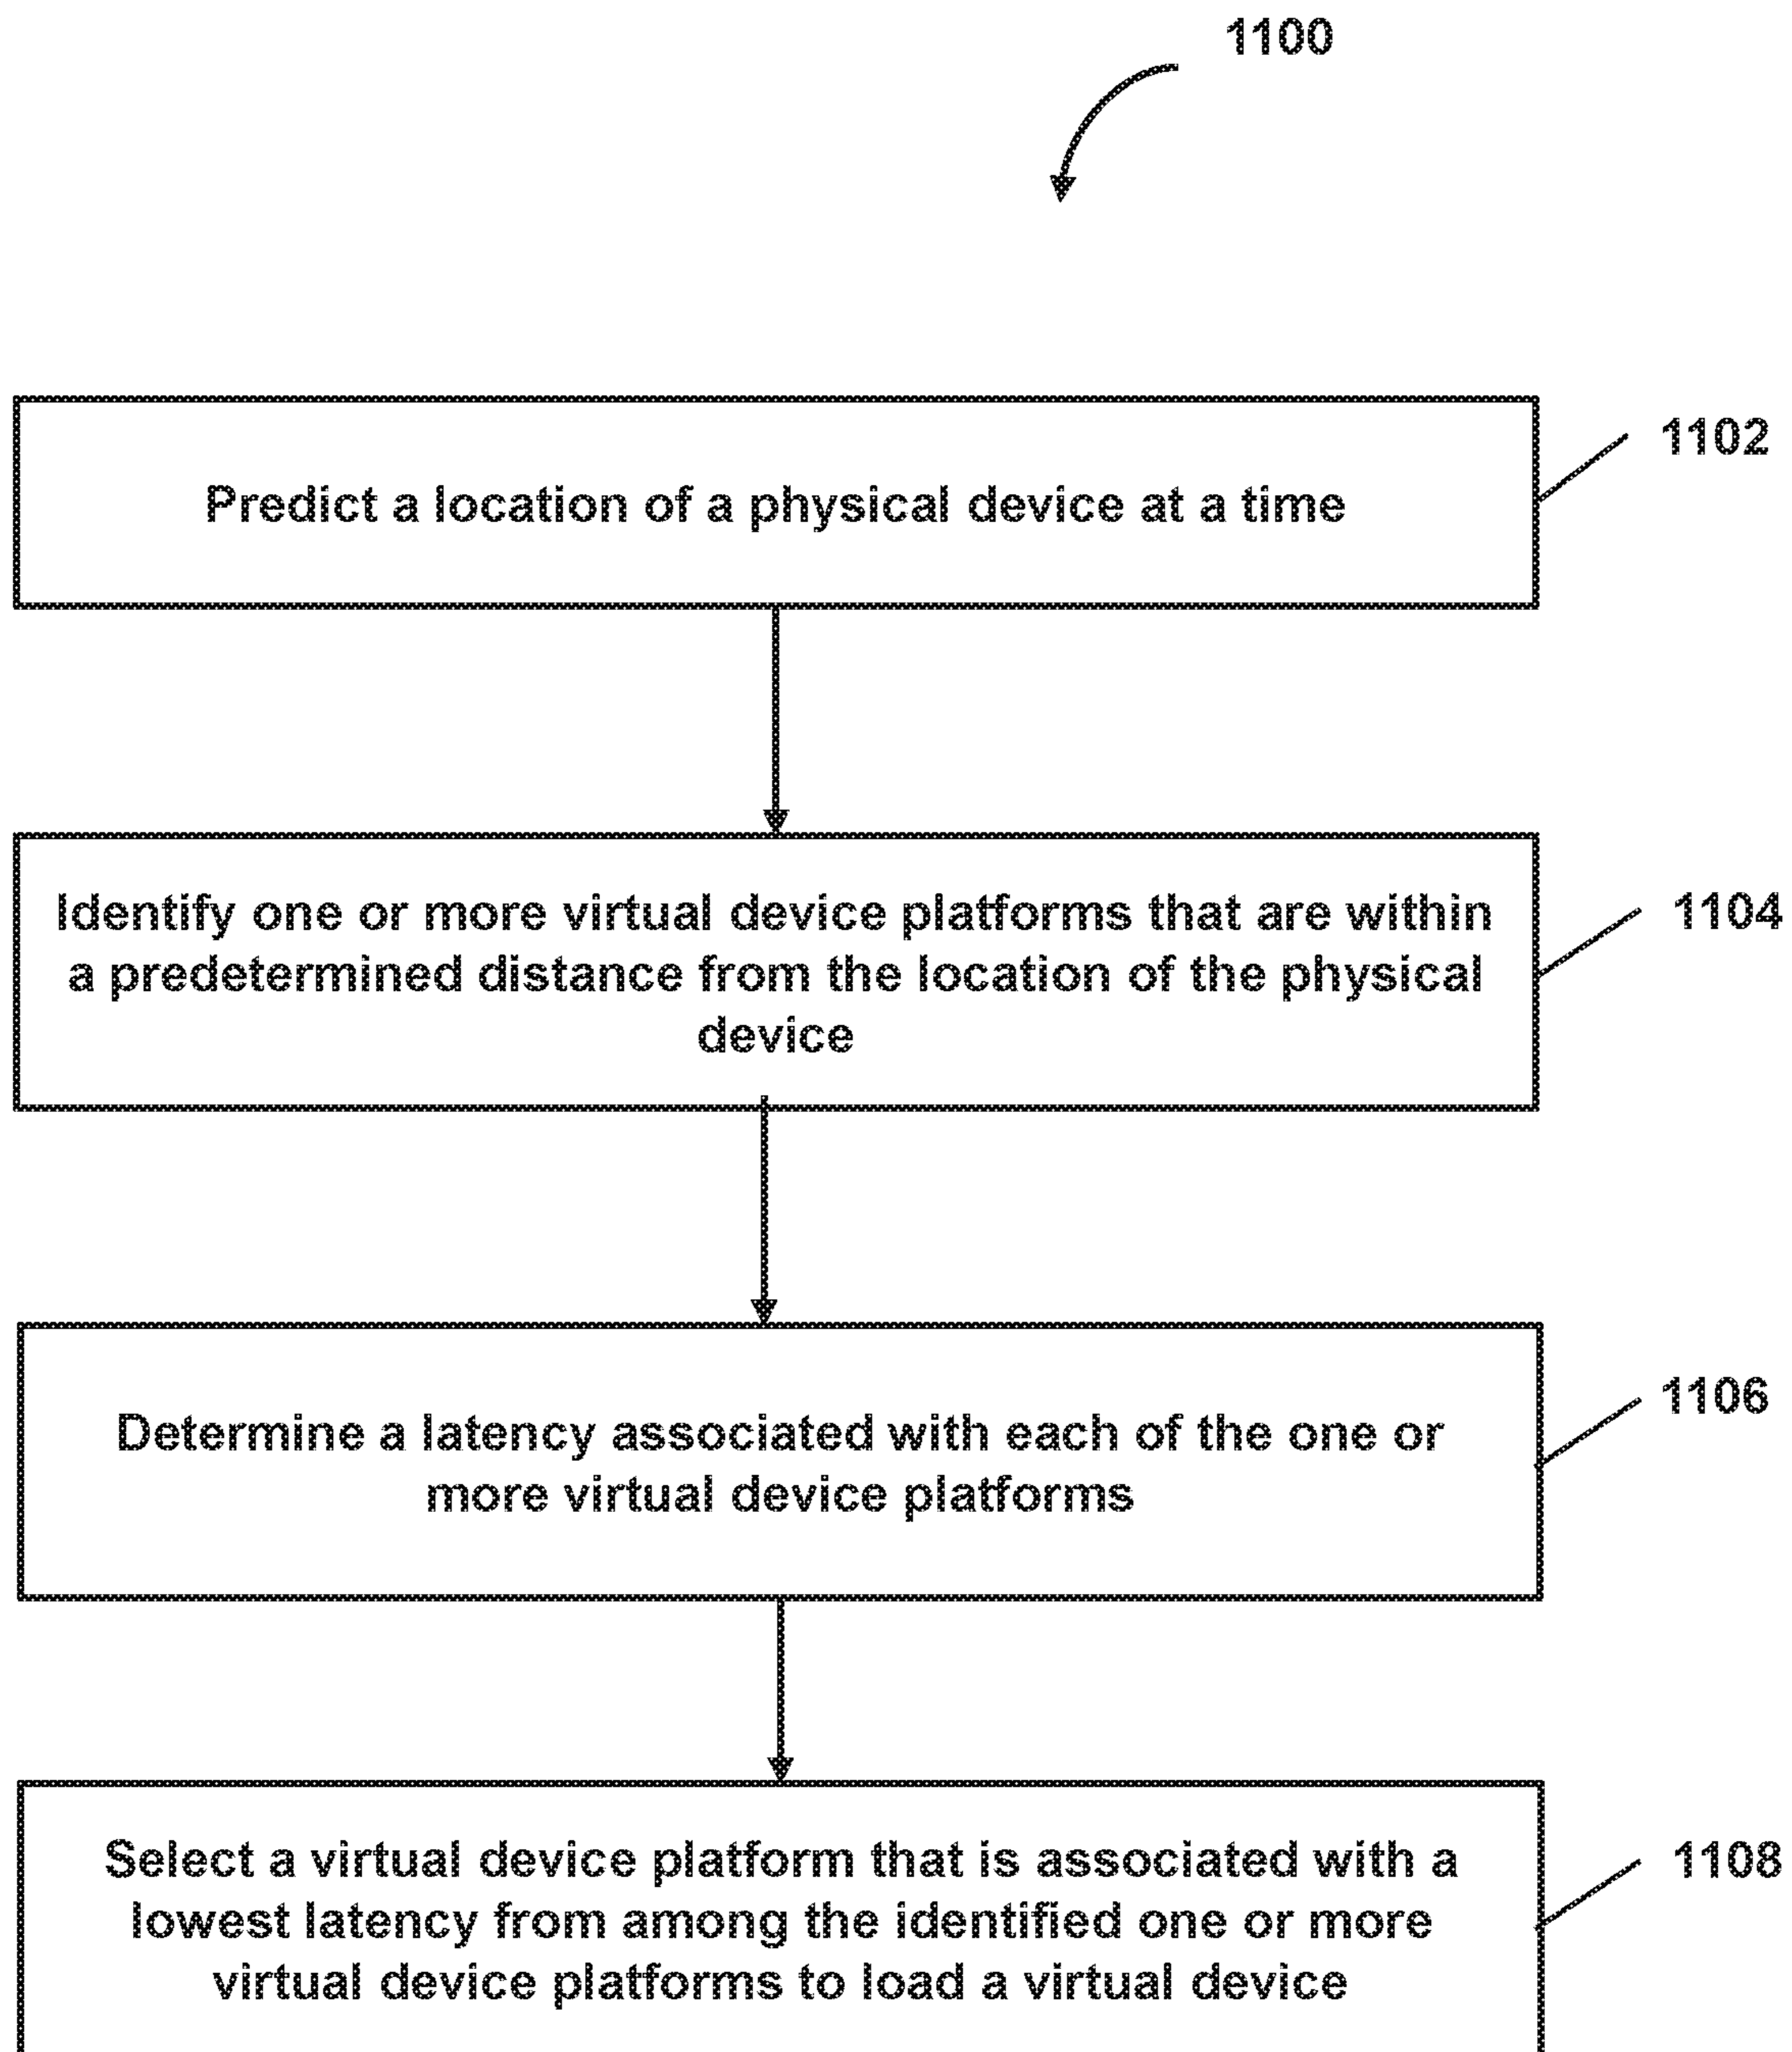 1100
Predict a location of a physical device at a time
1102
Identify one or more virtual device platforms that are within
a predetermined distance from the location of the physical
device
1104
Determine a latency associated with each of the one or
more virtual device platforms
1106
Select a virtual device platform that is associated with a
lowest latency from among the identified one or more
virtual device platforms to load a virtual device
1108